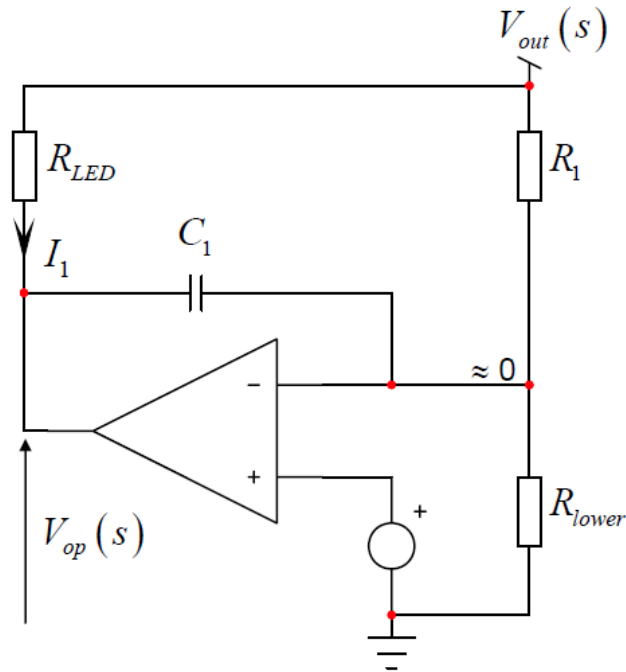 V_out(s)
R_LED
R_1
C_1
I_1
≈ 0
−
+
+
R_lower
V_op(s)